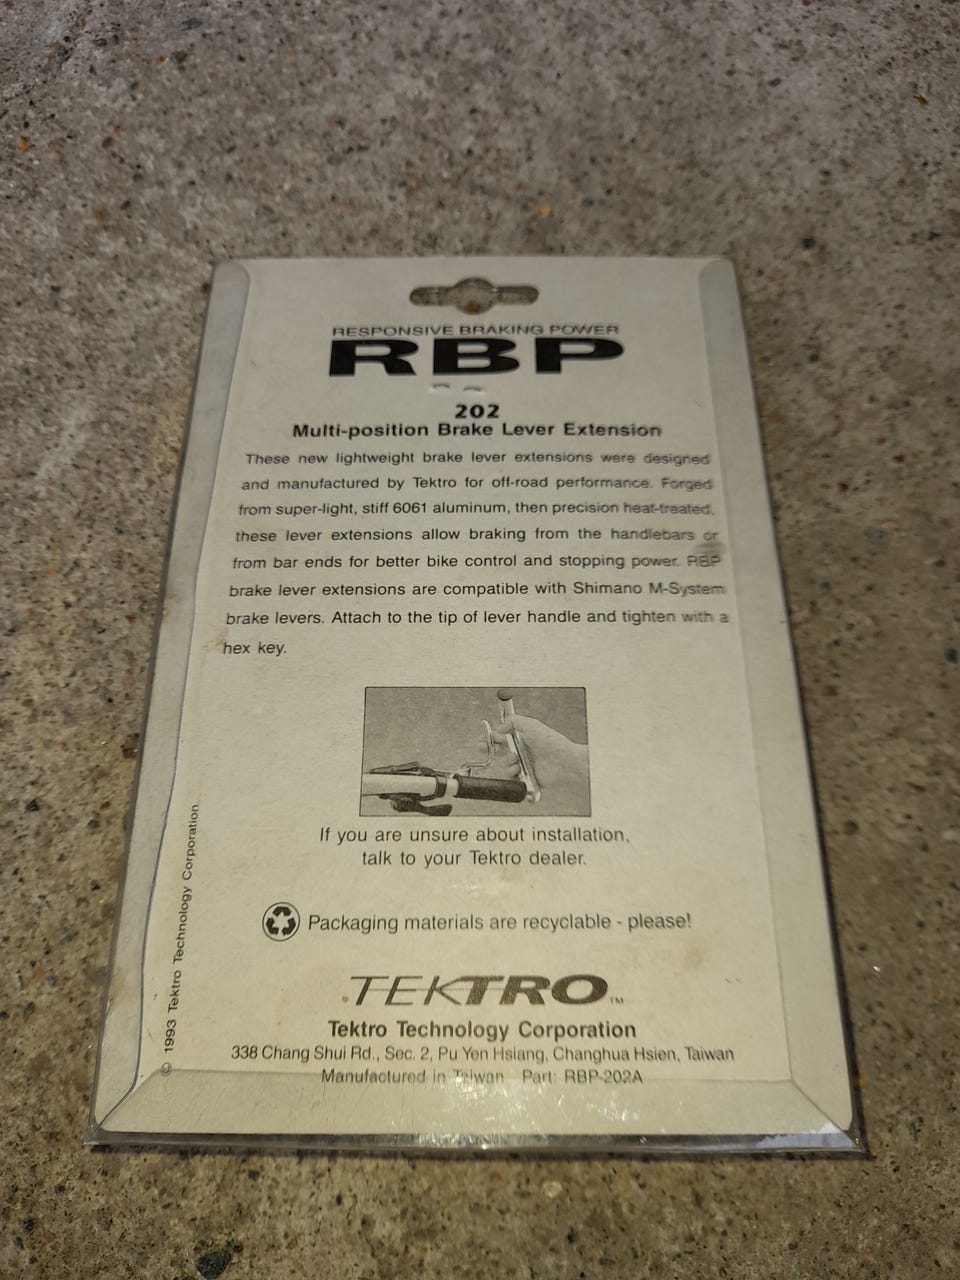 RESPONSIVE BRAKING POWER
RBP
202
Multi-position Brake Lever Extension
These new lightweight brake lever extensions were designed
and manufactured by Tektro for off-road performance. Forged
from super-light, stiff 6061 aluminum, then precision heat-treated,
these lever extensions allow braking from the handlebars or
from bar ends for better bike control and stopping power. RBP
brake lever extensions are compatible with Shimano M-System
brake levers. Attach to the tip of lever handle and tighten with a
hex key.
If you are unsure about installation,
talk to your Tektro dealer.
Packaging materials are recyclable - please!
© 1993 Tektro Technology Corporation
TEKTRO™
Tektro Technology Corporation
338 Chang Shui Rd., Sec. 2, Pu Yen Hsiang, Changhua Hsien, Taiwan
Manufactured in Taiwan Part: RBP-202A